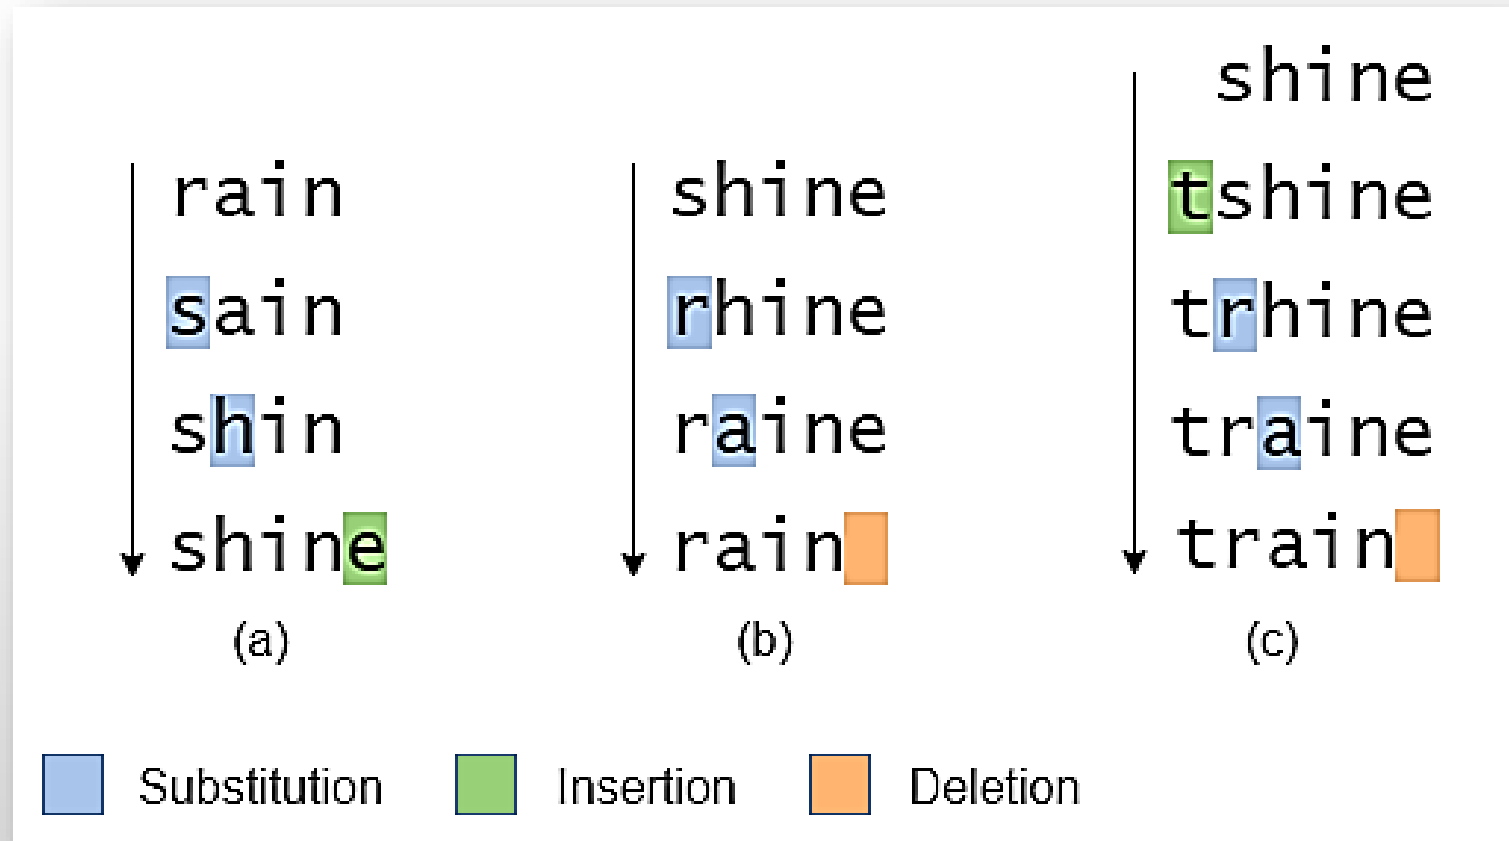 rain
sain
shin
shine
(a)
shine
rhine
raine
rain
(b)
shine
tshine
trhine
traine
train
(c)
Substitution
Insertion
Deletion